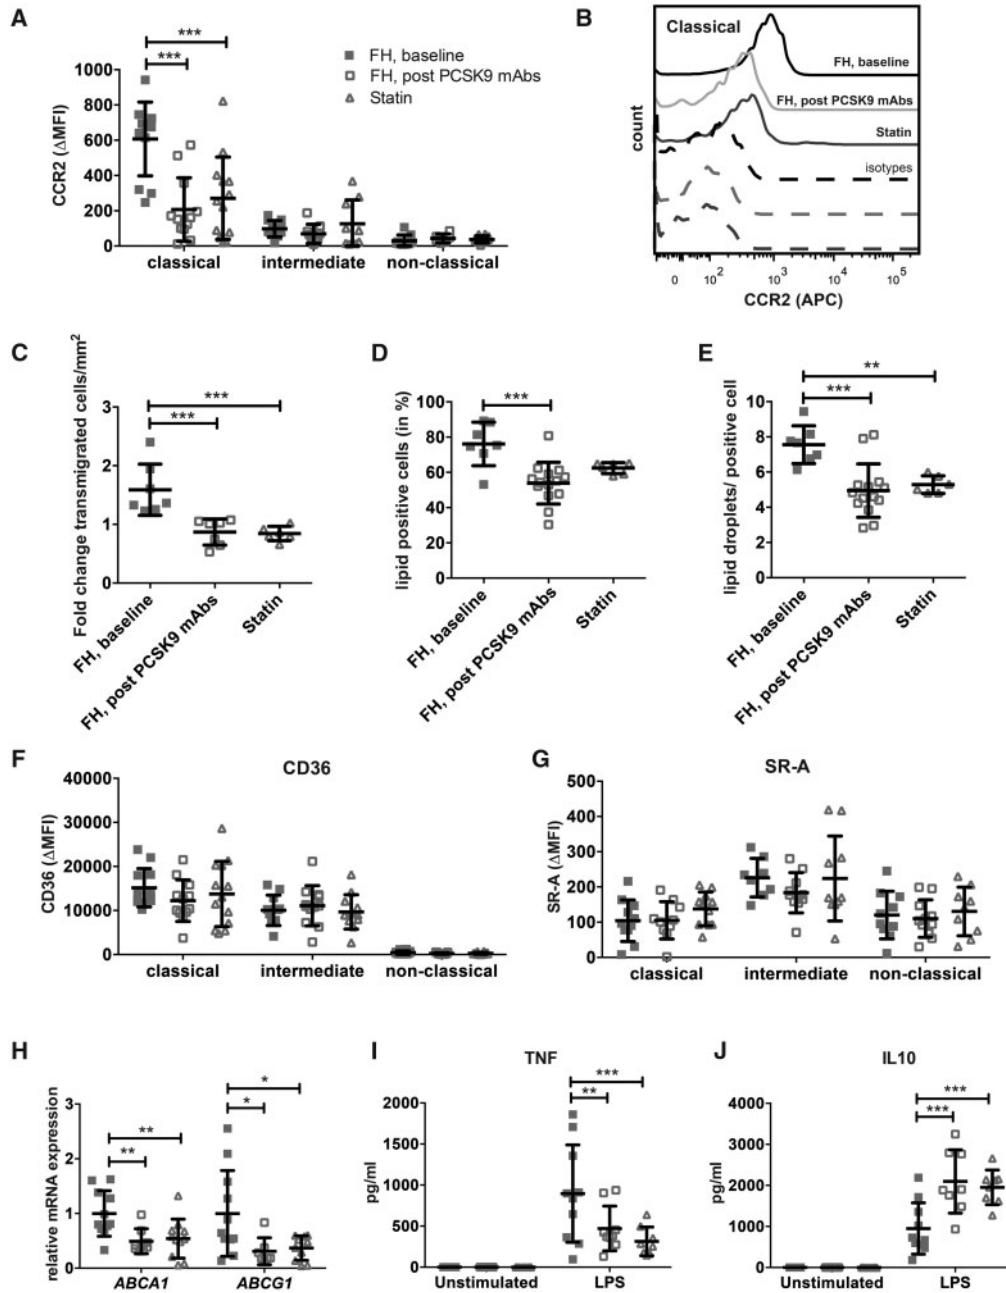 A
***
***
FH, baseline
FH, post PCSK9 mAbs
Statin
CCR2 (ΔMFI)
1000
800
600
400
200
0
classical intermediate non-classical
B
Classical
FH, baseline
FH, post PCSK9 mAbs
Statin
isotypes
count
0 10² 10³ 10⁴ 10⁵
CCR2 (APC)
C
Fold change transmigrated cells/mm²
***
***
3
2
1
0
FH, baseline
FH, post PCSK9 mAbs
Statin
D
lipid positive cells (in %)
***
100
80
60
40
20
0
FH, baseline
FH, post PCSK9 mAbs
Statin
E
lipid droplets/ positive cell
**
***
10
8
6
4
2
0
FH, baseline
FH, post PCSK9 mAbs
Statin
F
CD36
CD36 (ΔMFI)
40000
30000
20000
10000
0
classical intermediate non-classical
G
SR-A
SR-A (ΔMFI)
500
400
300
200
100
0
classical intermediate non-classical
H
relative mRNA expression
*
*
**
**
3
2
1
0
ABCA1 ABCG1
I
TNF
pg/ml
***
**
2000
1500
1000
500
0
Unstimulated LPS
J
IL10
pg/ml
***
***
4000
3000
2000
1000
0
Unstimulated LPS